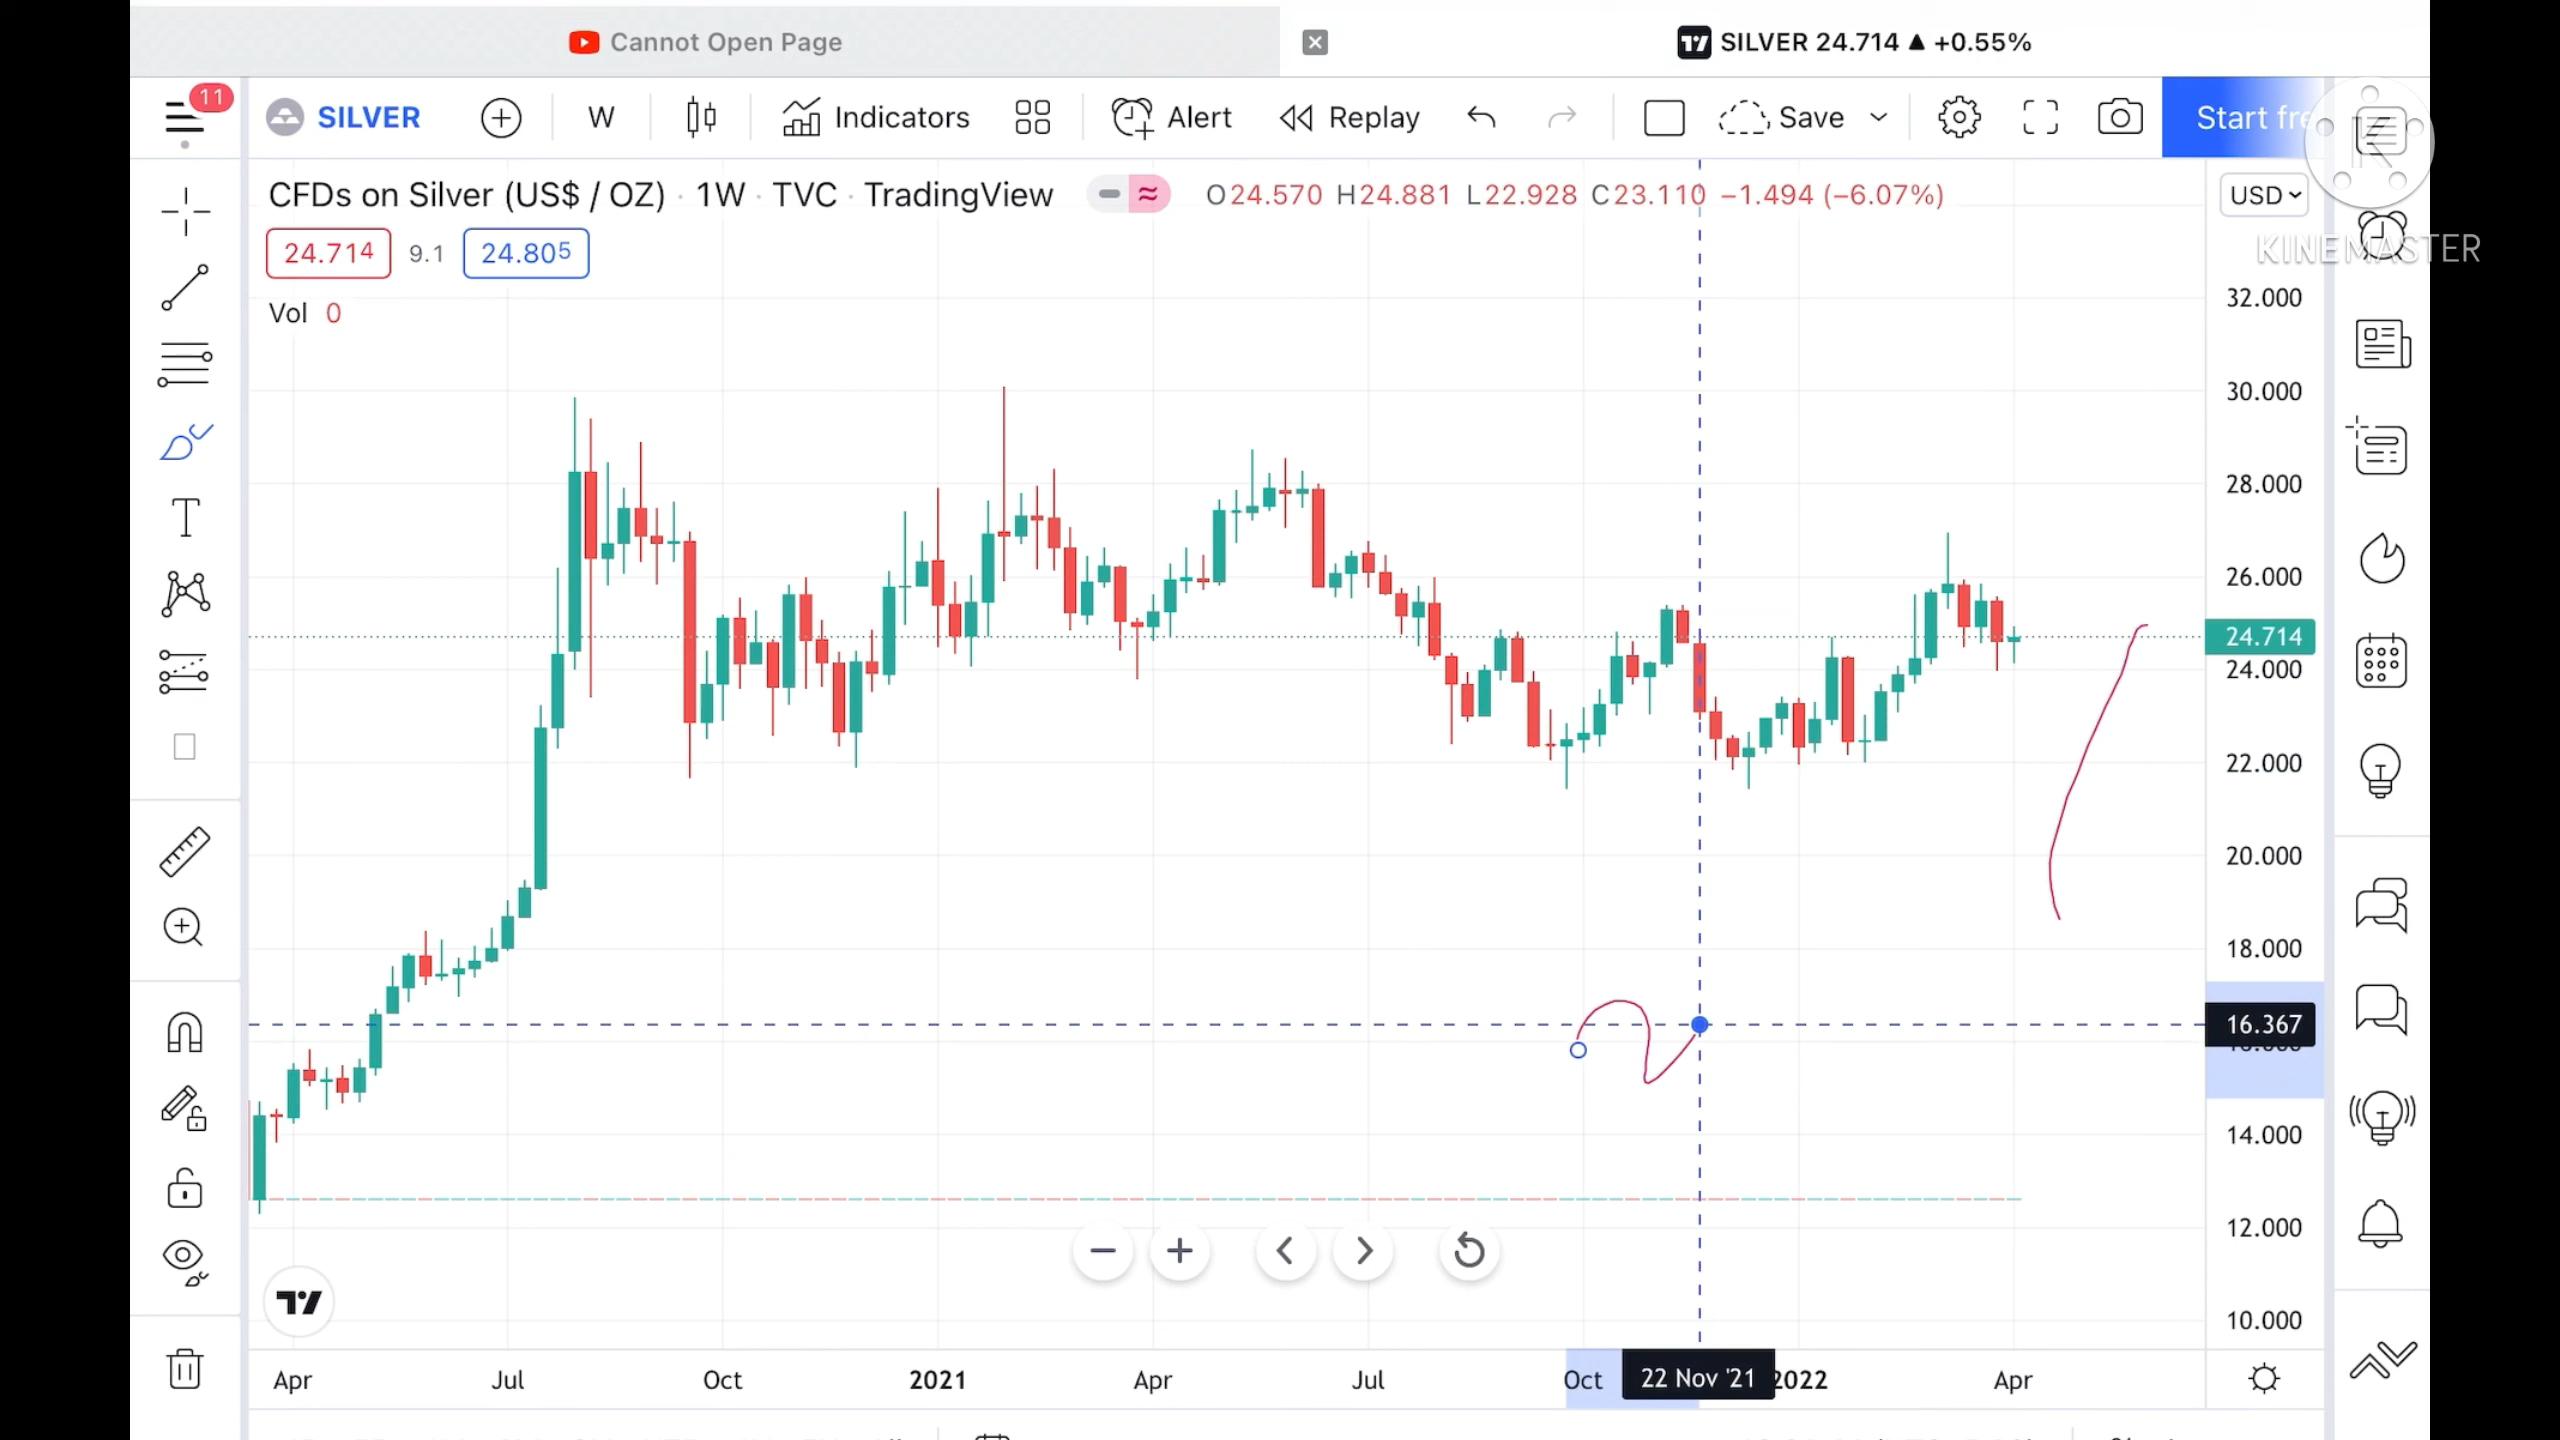 Cannot Open Page
SILVER 24.714 ▲ +0.55%
11
SILVER
W
Indicators
Alert
Replay
Save
Start fre
CFDs on Silver (US$ / OZ) · 1W · TVC · TradingView
O24.570 H24.881 L22.928 C23.110 −1.494 (−6.07%)
USD
KINEMASTER
24.714 9.1 24.805
Vol 0
32.000
30.000
28.000
26.000
24.714
24.000
22.000
20.000
18.000
16.367
14.000
12.000
10.000
Apr Jul Oct 2021 Apr Jul Oct 22 Nov '21 2022 Apr